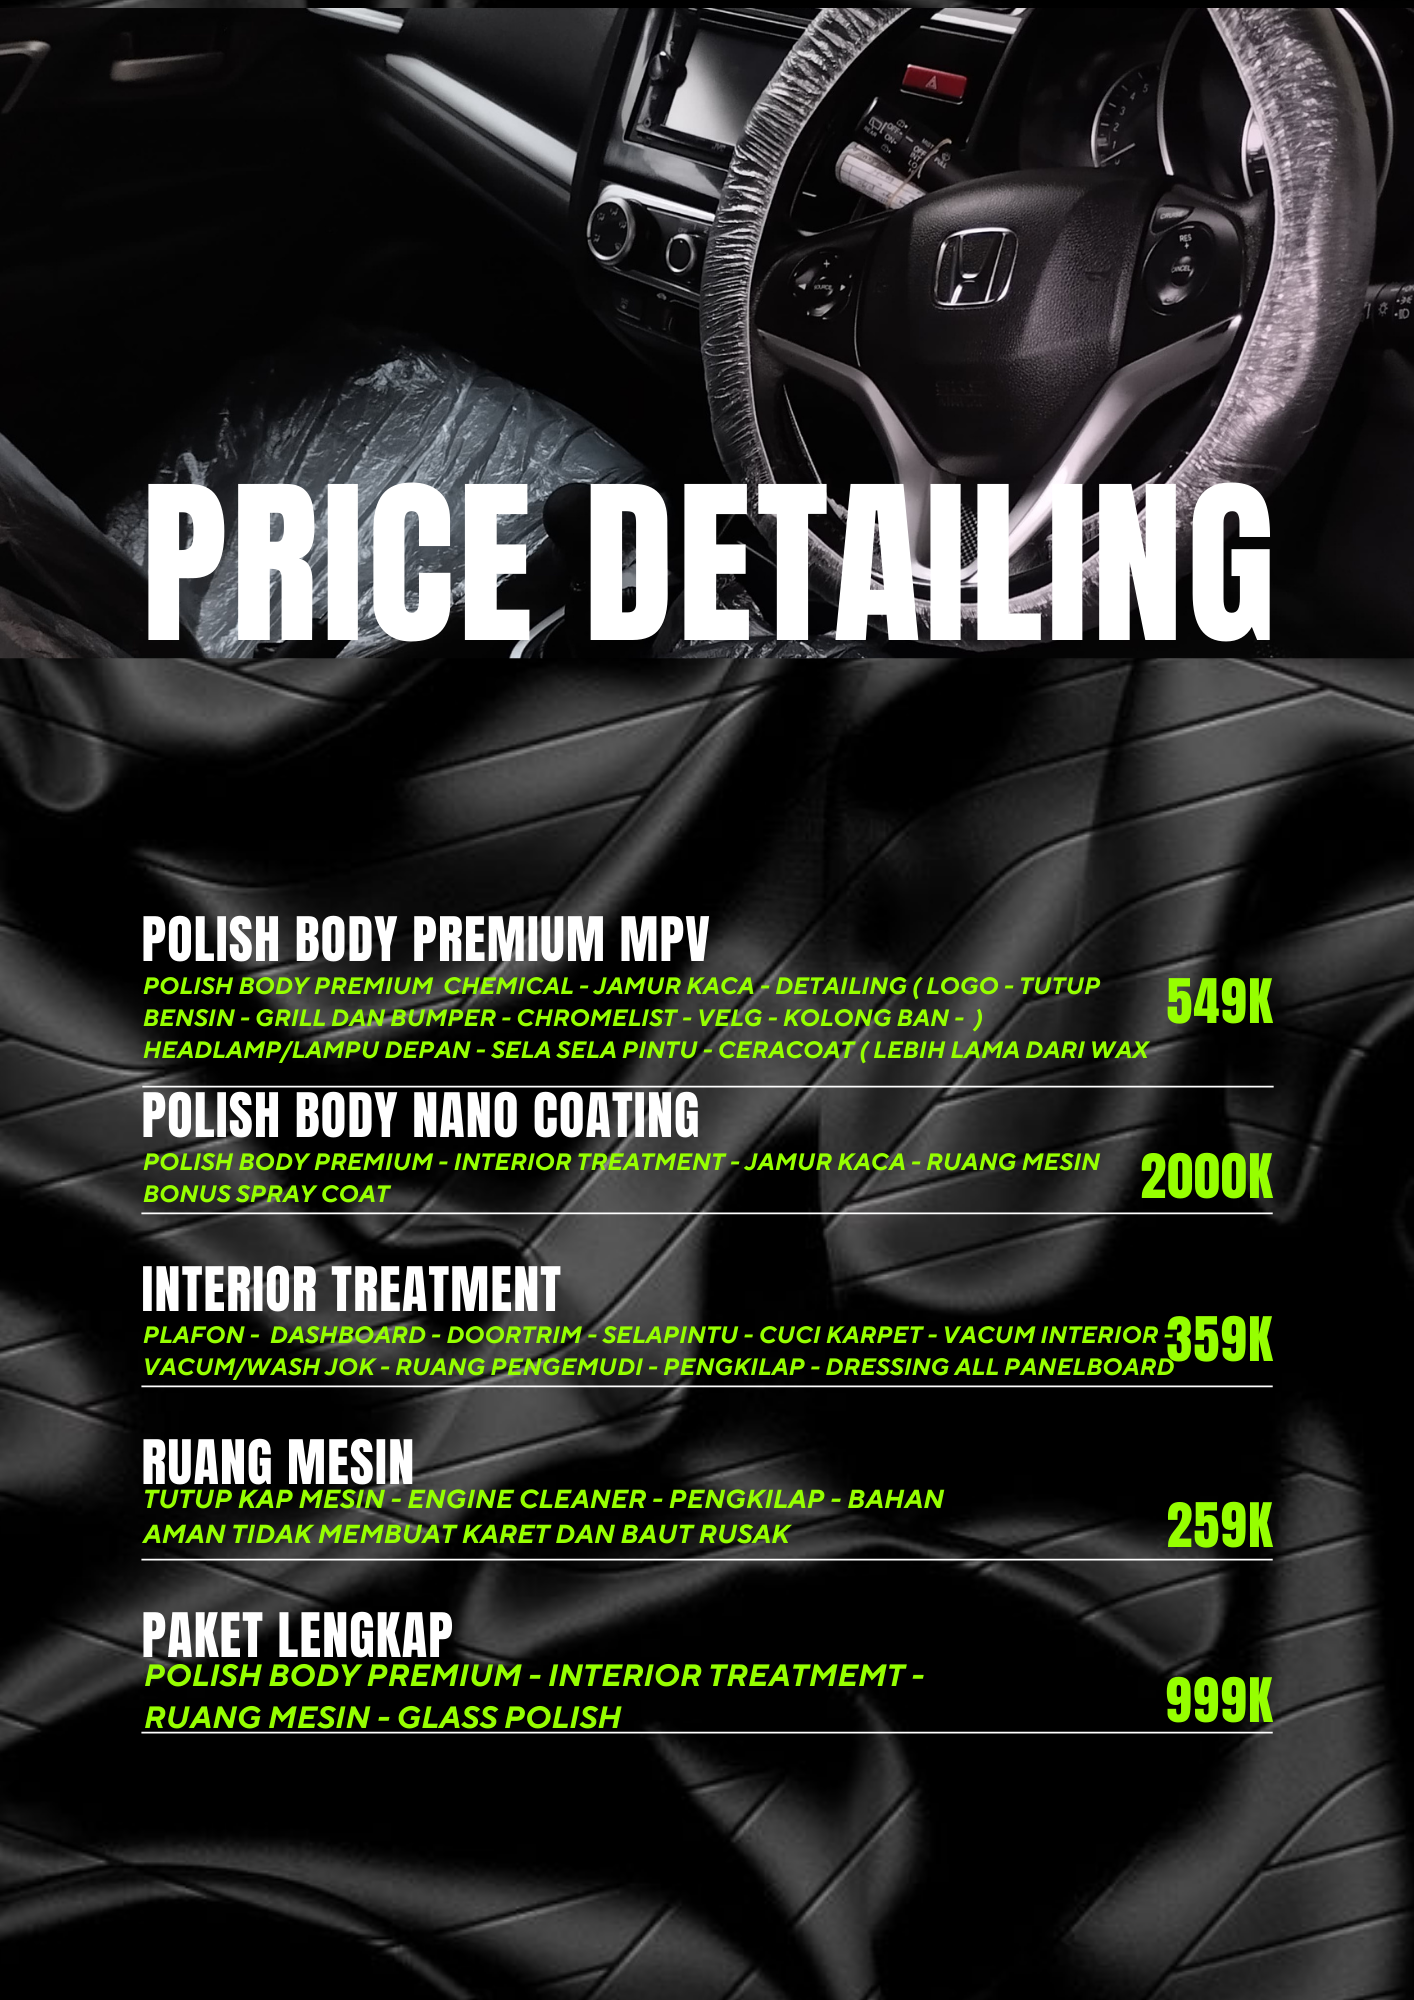 PRICE DETAILING
POLISH BODY PREMIUM MPV
POLISH BODY PREMIUM CHEMICAL - JAMUR KACA - DETAILING ( LOGO - TUTUP
BENSIN - GRILL DAN BUMPER - CHROMELIST - VELG - KOLONG BAN - )
HEADLAMP/LAMPU DEPAN - SELA SELA PINTU - CERACOAT ( LEBIH LAMA DARI WAX
549K
POLISH BODY NANO COATING
POLISH BODY PREMIUM - INTERIOR TREATMENT - JAMUR KACA - RUANG MESIN
BONUS SPRAY COAT
2000K
INTERIOR TREATMENT
PLAFON - DASHBOARD - DOORTRIM - SELAPINTU - CUCI KARPET - VACUM INTERIOR -
VACUM/WASH JOK - RUANG PENGEMUDI - PENGKILAP - DRESSING ALL PANELBOARD
359K
RUANG MESIN
TUTUP KAP MESIN - ENGINE CLEANER - PENGKILAP - BAHAN
AMAN TIDAK MEMBUAT KARET DAN BAUT RUSAK
259K
PAKET LENGKAP
POLISH BODY PREMIUM - INTERIOR TREATMEMT -
RUANG MESIN - GLASS POLISH
999K